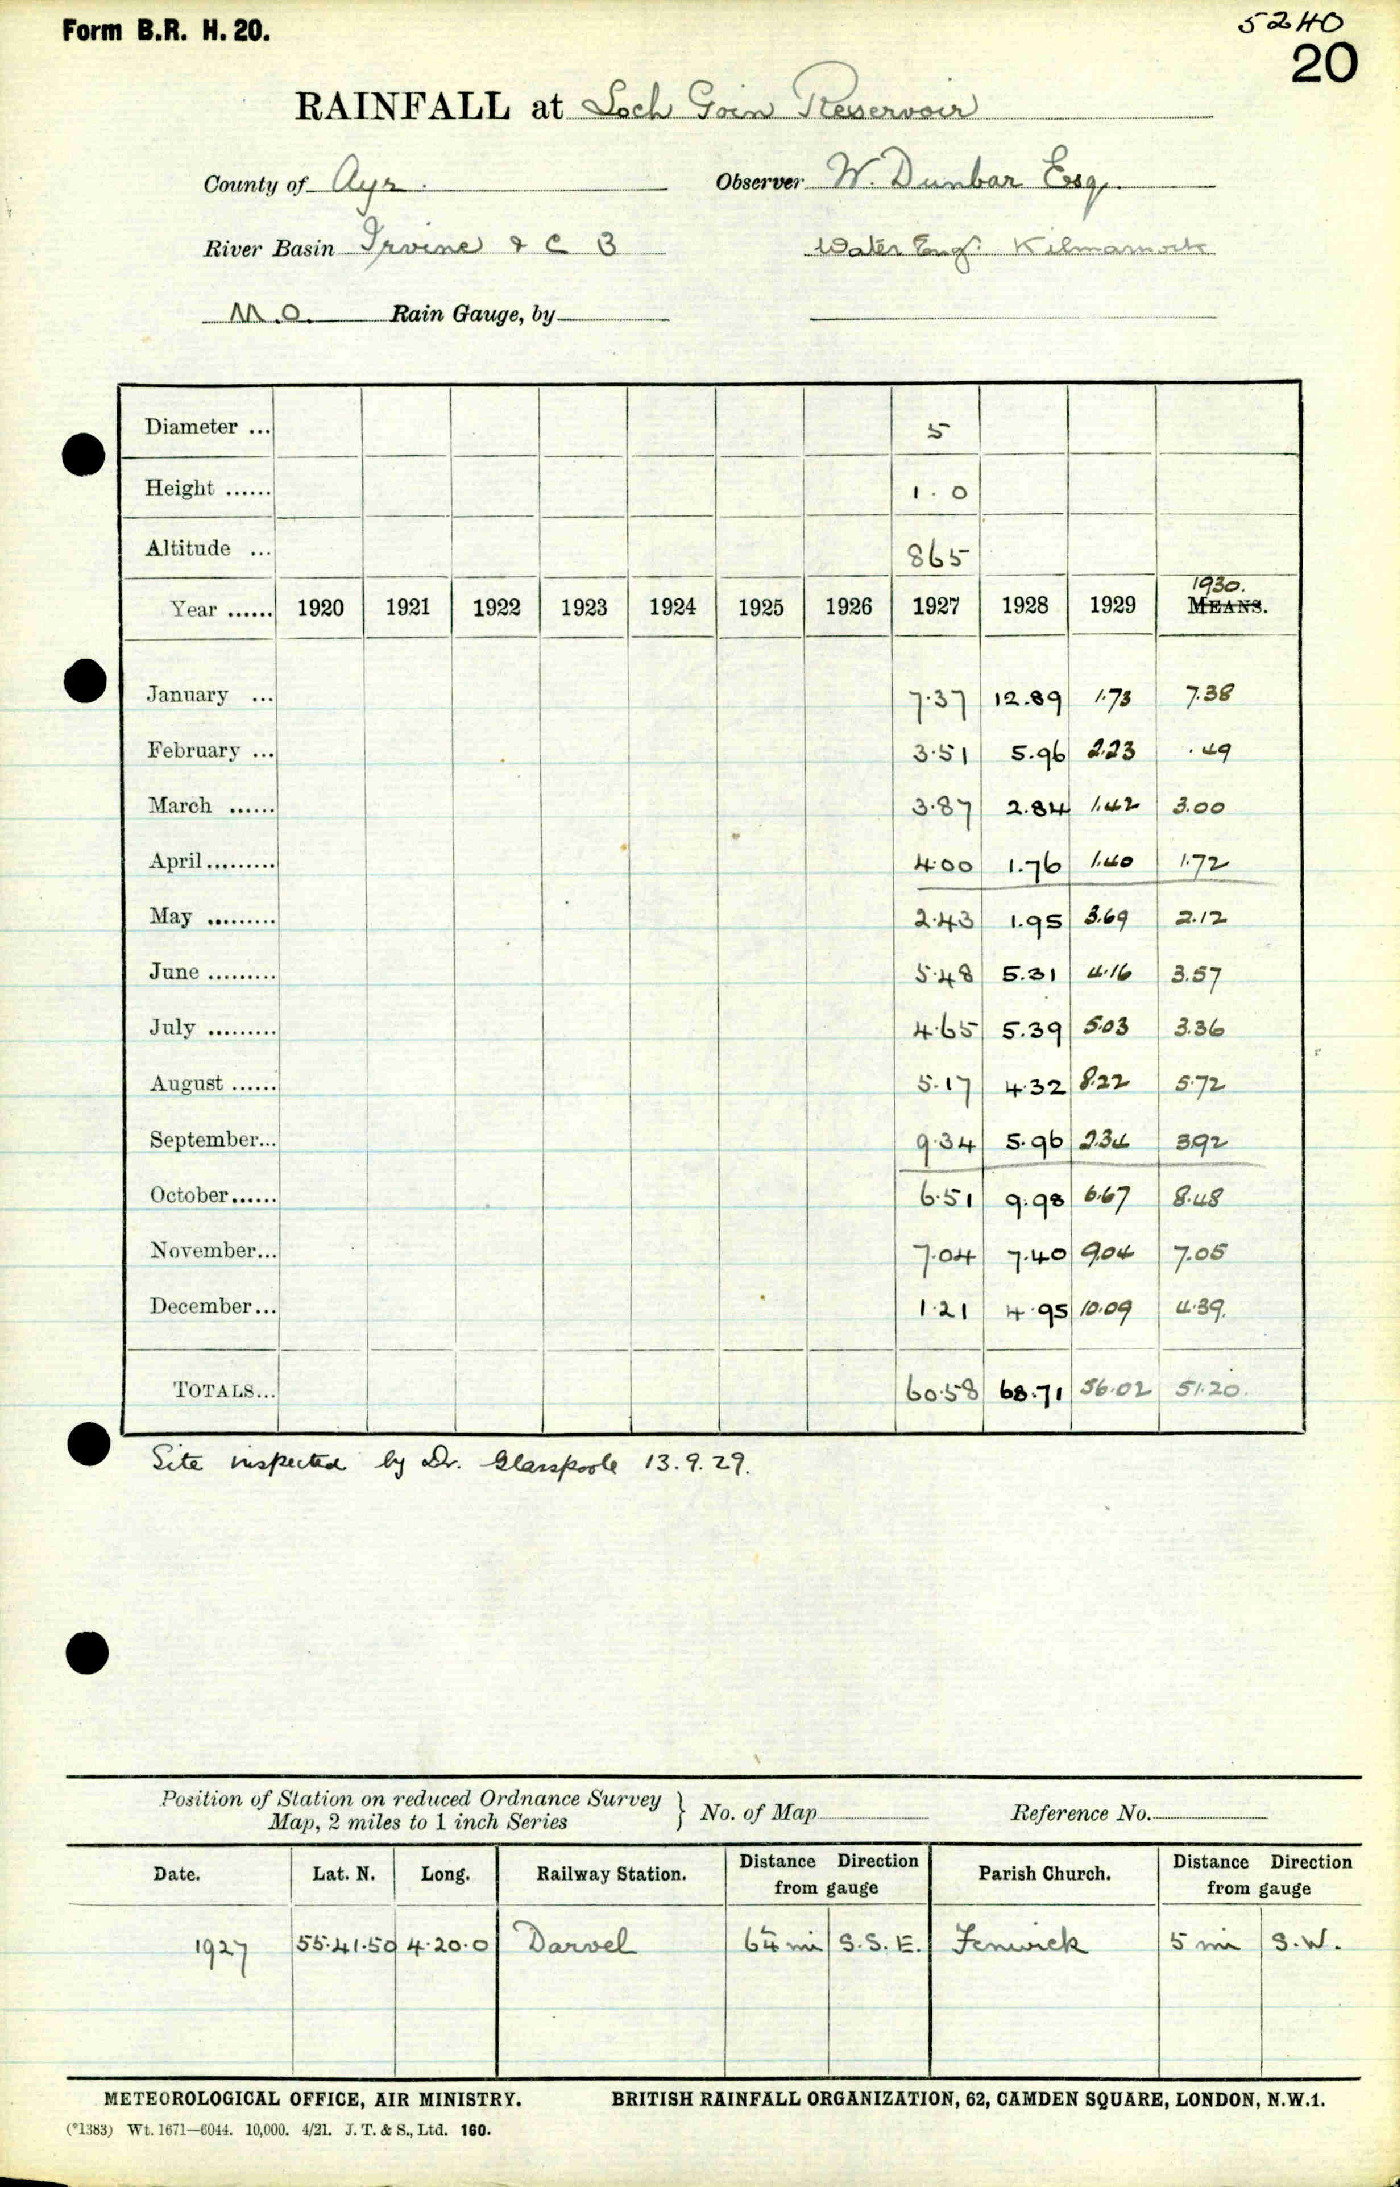 Form B.R. H. 20.
5240
20
RAINFALL at Loch Goin Reservoir
County of Ayr. Observer W. Dunbar Esq.
River Basin Irvine & C B Water Engr. Kilmarnock
M.O. Rain Gauge, by
Diameter ... 5
Height ...... 1.0
Altitude ... 865
1930.
Year ...... 1920 1921 1922 1923 1924 1925 1926 1927 1928 1929 MEANS.
January ... 7.37 12.89 1.73 7.38
February ... 3.51 5.96 2.23 .49
March ...... 3.87 2.84 1.42 3.00
April......... 4.00 1.76 1.40 1.72
May ......... 2.43 1.95 3.69 2.12
June ......... 5.48 5.31 4.16 3.57
July ......... 4.65 5.39 5.03 3.36
August ...... 5.17 4.32 8.22 5.72
September... 9.34 5.96 2.34 3.92
October...... 6.51 9.98 6.67 8.48
November... 7.04 7.40 9.04 7.05
December... 1.21 4.95 10.09 4.39.
TOTALS... 60.58 68.71 56.02 51.20.
Site inspected by Dr. Glasspoole 13.9.29.
Position of Station on reduced Ordnance Survey
Map, 2 miles to 1 inch Series } No. of Map Reference No.
Date. Lat. N. Long. Railway Station. Distance Direction from gauge Parish Church. Distance Direction from gauge
1927 55.41.50 4.20.0 Darvel mi S.S.E. Fenwick 5 mi S.W.
METEOROLOGICAL OFFICE, AIR MINISTRY. BRITISH RAINFALL ORGANIZATION, 62, CAMDEN SQUARE, LONDON, N.W.1.
(*1383) Wt. 1671—6044. 10,000. 4/21. J. T. & S., Ltd. 160.